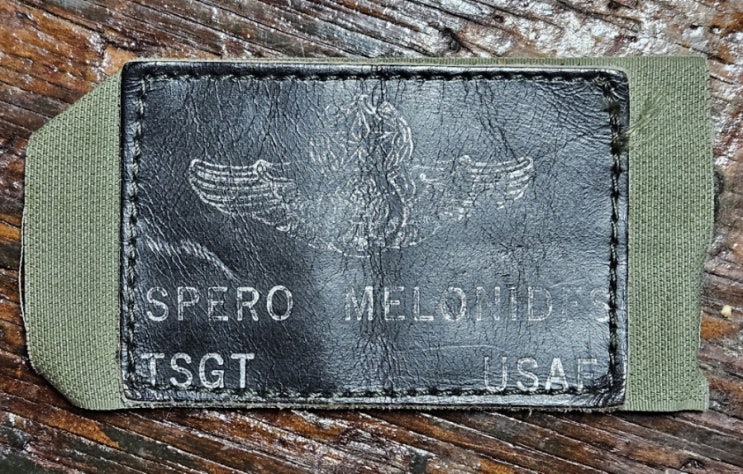 SPERO MELONIDES
TSGT USAF